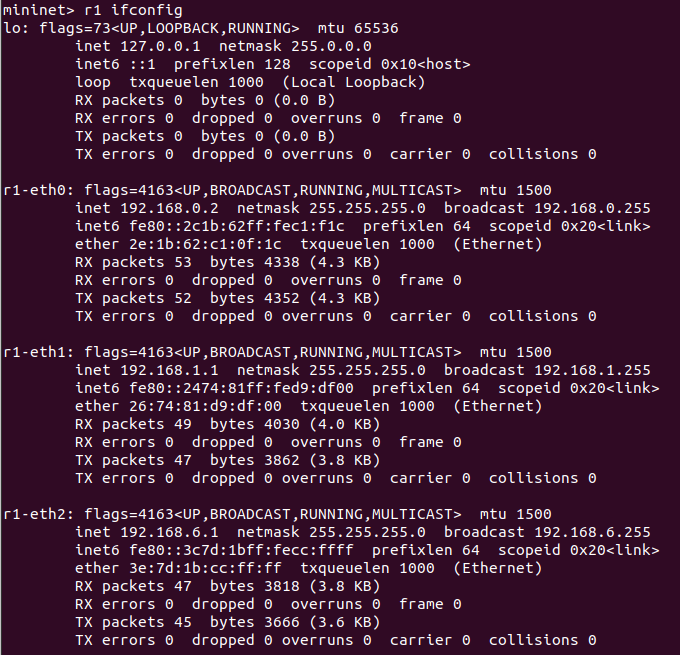 mininet> r1 ifconfig
lo: flags=73<UP,LOOPBACK,RUNNING>  mtu 65536
        inet 127.0.0.1  netmask 255.0.0.0
        inet6 ::1  prefixlen 128  scopeid 0x10<host>
        loop  txqueuelen 1000  (Local Loopback)
        RX packets 0  bytes 0 (0.0 B)
        RX errors 0  dropped 0  overruns 0  frame 0
        TX packets 0  bytes 0 (0.0 B)
        TX errors 0  dropped 0 overruns 0  carrier 0  collisions 0

r1-eth0: flags=4163<UP,BROADCAST,RUNNING,MULTICAST>  mtu 1500
        inet 192.168.0.2  netmask 255.255.255.0  broadcast 192.168.0.255
        inet6 fe80::2c1b:62ff:fec1:f1c  prefixlen 64  scopeid 0x20<link>
        ether 2e:1b:62:c1:0f:1c  txqueuelen 1000  (Ethernet)
        RX packets 53  bytes 4338 (4.3 KB)
        RX errors 0  dropped 0  overruns 0  frame 0
        TX packets 52  bytes 4352 (4.3 KB)
        TX errors 0  dropped 0 overruns 0  carrier 0  collisions 0

r1-eth1: flags=4163<UP,BROADCAST,RUNNING,MULTICAST>  mtu 1500
        inet 192.168.1.1  netmask 255.255.255.0  broadcast 192.168.1.255
        inet6 fe80::2474:81ff:fed9:df00  prefixlen 64  scopeid 0x20<link>
        ether 26:74:81:d9:df:00  txqueuelen 1000  (Ethernet)
        RX packets 49  bytes 4030 (4.0 KB)
        RX errors 0  dropped 0  overruns 0  frame 0
        TX packets 47  bytes 3862 (3.8 KB)
        TX errors 0  dropped 0 overruns 0  carrier 0  collisions 0

r1-eth2: flags=4163<UP,BROADCAST,RUNNING,MULTICAST>  mtu 1500
        inet 192.168.6.1  netmask 255.255.255.0  broadcast 192.168.6.255
        inet6 fe80::3c7d:1bff:fecc:ffff  prefixlen 64  scopeid 0x20<link>
        ether 3e:7d:1b:cc:ff:ff  txqueuelen 1000  (Ethernet)
        RX packets 47  bytes 3818 (3.8 KB)
        RX errors 0  dropped 0  overruns 0  frame 0
        TX packets 45  bytes 3666 (3.6 KB)
        TX errors 0  dropped 0 overruns 0  carrier 0  collisions 0